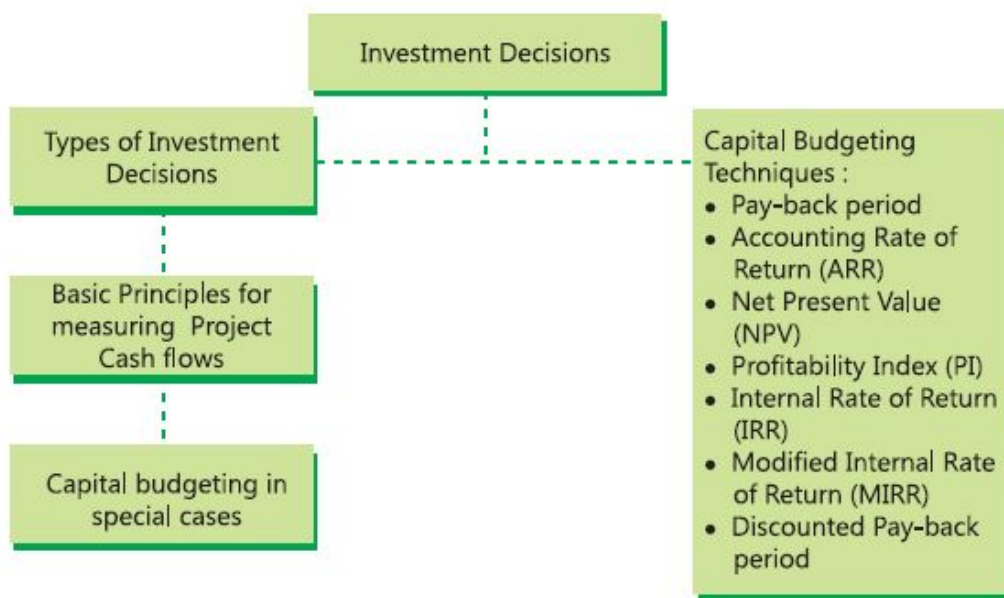 Investment Decisions
Types of Investment
Decisions
Basic Principles for
measuring Project
Cash flows
Capital budgeting in
special cases
Capital Budgeting
Techniques :
• Pay-back period
• Accounting Rate of
Return (ARR)
• Net Present Value
(NPV)
• Profitability Index (PI)
• Internal Rate of Return
(IRR)
• Modified Internal Rate
of Return (MIRR)
• Discounted Pay-back
period